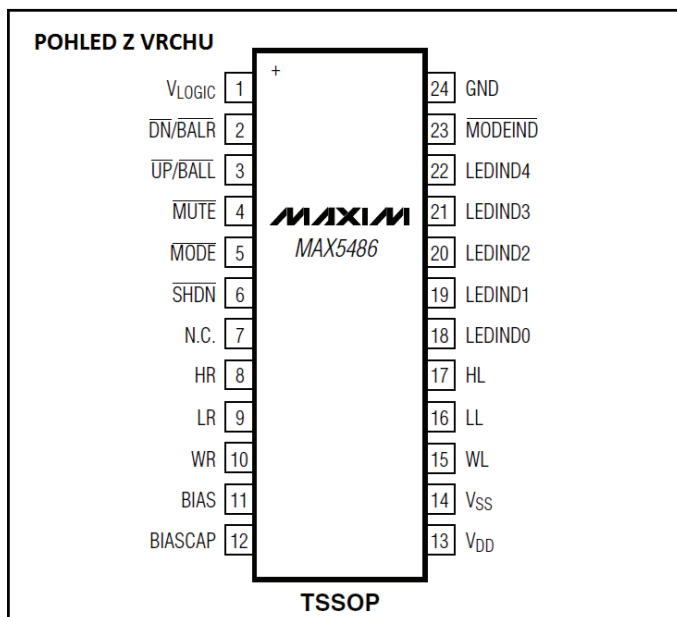 POHLED Z VRCHU
+
VLOGIC 1
DN/BALR 2
UP/BALL 3
MUTE 4
MODE 5
SHDN 6
N.C. 7
HR 8
LR 9
WR 10
BIAS 11
BIASCAP 12
MAXIM
MAX5486
24 GND
23 MODEIND
22 LEDIND4
21 LEDIND3
20 LEDIND2
19 LEDIND1
18 LEDIND0
17 HL
16 LL
15 WL
14 VSS
13 VDD
TSSOP